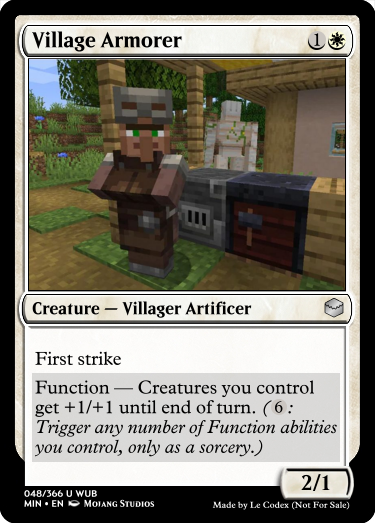 Village Armorer 1
Creature — Villager Artificer
First strike
Function — Creatures you control
get +1/+1 until end of turn. (6:
Trigger any number of Function abilities
you control, only as a sorcery.)
2/1
048/366 U WUB
MIN • EN Mojang Studios
Made by Le Codex (Not For Sale)